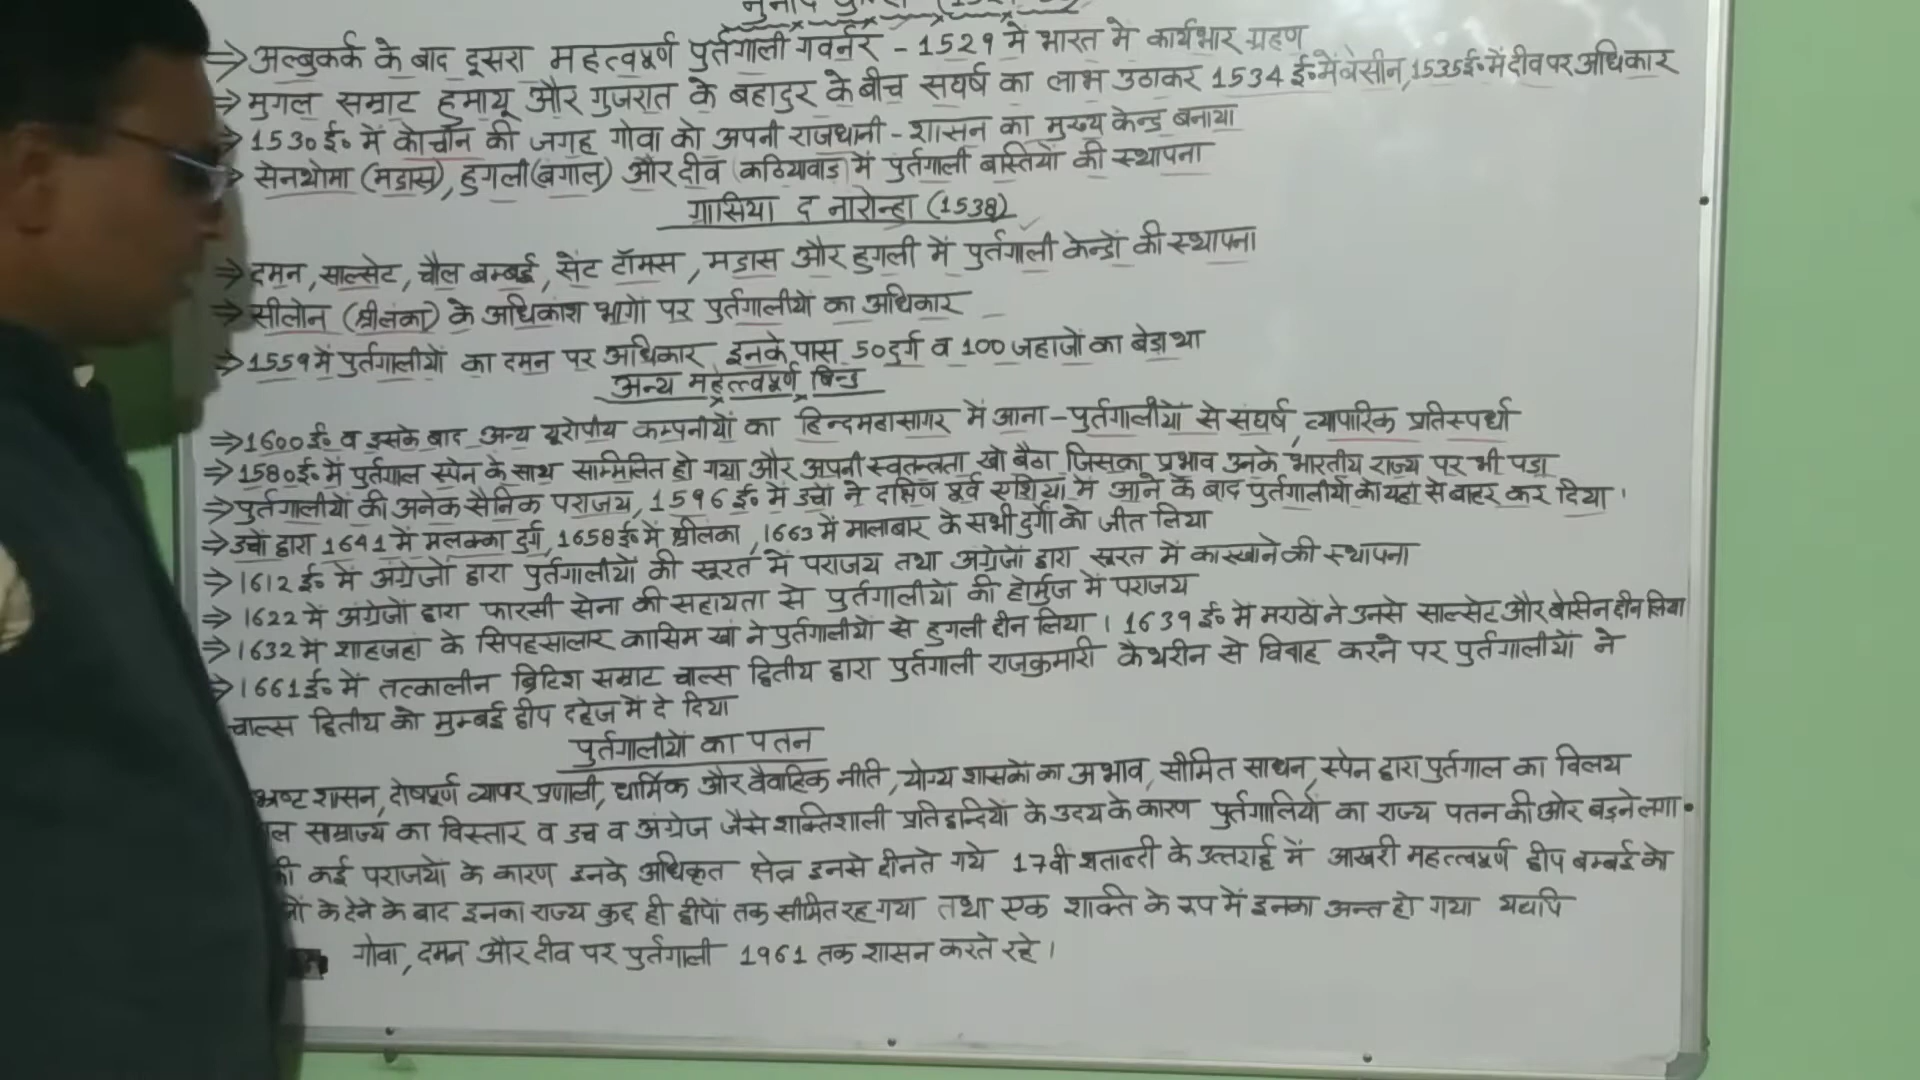 ⇒ अल्बुकर्क के बाद दूसरा महत्वपूर्ण पुर्तगाली गवर्नर - 1529 में भारत मे कार्यभार ग्रहण
⇒ मुगल सम्राट हुमायू और गुजरात के बहादुर के बीच संघर्ष का लाभ उठाकर 1534 ई॰ में बेसीन, 1535 ई॰ में दीव पर अधिकार
⇒ 1530 ई॰ में कोचीन की जगह गोवा को अपनी राजधानी - शासन का मुख्य केन्द्र बनाया
⇒ सेनथोमा (मद्रास), हुगली (बंगाल) और दीव (काठियावाड) में पुर्तगाली बस्तियों की स्थापना
ग्रासिया द नारोन्हा (1538)
⇒ दमन, साल्सेट, चौल बम्बई, सेंट टॉमस, मद्रास और हुगली में पुर्तगाली केन्द्रों की स्थापना
⇒ सीलोन (श्रीलंका) के अधिकांश भागों पर पुर्तगालीयों का अधिकार
⇒ 1559 में पुर्तगालीयों का दमन पर अधिकार इनके पास 50 दुर्ग व 100 जहाजों का बेड़ा था
अन्य महत्त्वपूर्ण बिन्दु
⇒ 1600 ई॰ व इसके बाद अन्य यूरोपीय कम्पनीयों का हिन्दमहासागर में आना - पुर्तगालीयों से संघर्ष, व्यापारिक प्रतिस्पर्धा
⇒ 1580 ई॰ में पुर्तगाल स्पेन के साथ सम्मिलित हो गया और अपनी स्वतन्त्रता खो बैठा जिसका प्रभाव उनके भारतीय राज्य पर भी पड़ा
⇒ पुर्तगालीयों की अनेक सैनिक पराजय, 1596 ई॰ में डचों ने दक्षिण पूर्व एशिया में आने के बाद पुर्तगालीयों को यहां से बाहर कर दिया।
⇒ डचों द्वारा 1641 में मलक्का दुर्ग, 1658 ई॰ में श्रीलंका, 1663 में मालाबार के सभी दुर्गों को जीत लिया
⇒ 1612 ई॰ में अंग्रेजों द्वारा पुर्तगालीयों की सूरत में पराजय तथा अंग्रेजों द्वारा सूरत में कारखाने की स्थापना
⇒ 1622 में अंग्रेजों द्वारा फारसी सेना की सहायता से पुर्तगालीयों की होर्मुज में पराजय
⇒ 1632 में शाहजहां के सिपहसालार कासिम खां ने पुर्तगालीयों से हुगली छीन लिया। 1639 ई॰ में मराठों ने उनसे साल्सेट और बेसिन छीन लिया
⇒ 1661 ई॰ में तत्कालीन ब्रिटिश सम्राट चार्ल्स द्वितीय द्वारा पुर्तगाली राजकुमारी कैथरीन से विवाह करने पर पुर्तगालीयों ने
चार्ल्स द्वितीय को मुम्बई द्वीप दहेज में दे दिया
पुर्तगालीयों का पतन
भ्रष्ट शासन, दोषपूर्ण व्यापर प्रणाली, धार्मिक और वैवाहिक नीति, योग्य शासकों का अभाव, सीमित साधन, स्पेन द्वारा पुर्तगाल का विलय
साम्राज्य का विस्तार व डच व अंग्रेज जैसे शक्तिशाली प्रतिद्वन्दियों के उदय के कारण पुर्तगालियों का राज्य पतन की ओर बढ़ने लगा
कई पराजयों के कारण इनके अधिकृत क्षेत्र इनसे छीनते गये 17वी शताब्दी के उत्तरार्द्ध में आखरी महत्त्वपूर्ण द्वीप बम्बई को
के देने के बाद इनका राज्य कुछ ही द्वीपों तक सीमित रह गया तथा एक शक्ति के रूप में इनका अन्त हो गया यद्यपि
गोवा, दमन और दीव पर पुर्तगाली 1961 तक शासन करते रहे।